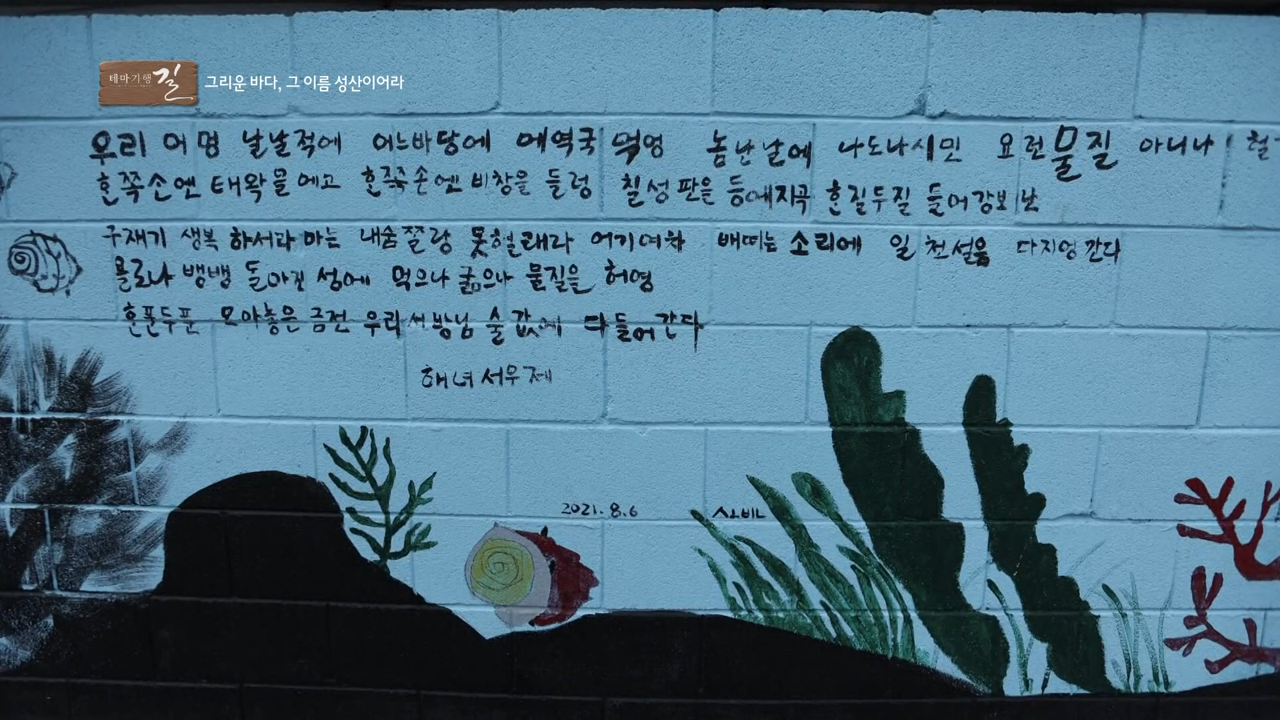 테마기행 길
그리운 바다, 그 이름 성산이어라
우리 어멍 날날적에 어느바당에 메역국 먹엉 놈난날에 나도나시민 요런물질 아니나
혼쪽손엔 태왁물에고 혼쪽손엔 비창을 들렁 칠성판을 등에지곡 혼질두질 들어강보난
구재기 생복 하서라마는 내숨쫄랑 못헐래라 어기여차 배띠는 소리에 일천설움 다지엉간다
욜로나 뱅뱅 돌아진 섬에 먹으나 굶으나 물질을 허영
혼푼두푼 모아놓은 금전 우리서방님 술값에 다들어간다
해녀 서우제
2021. 8. 6